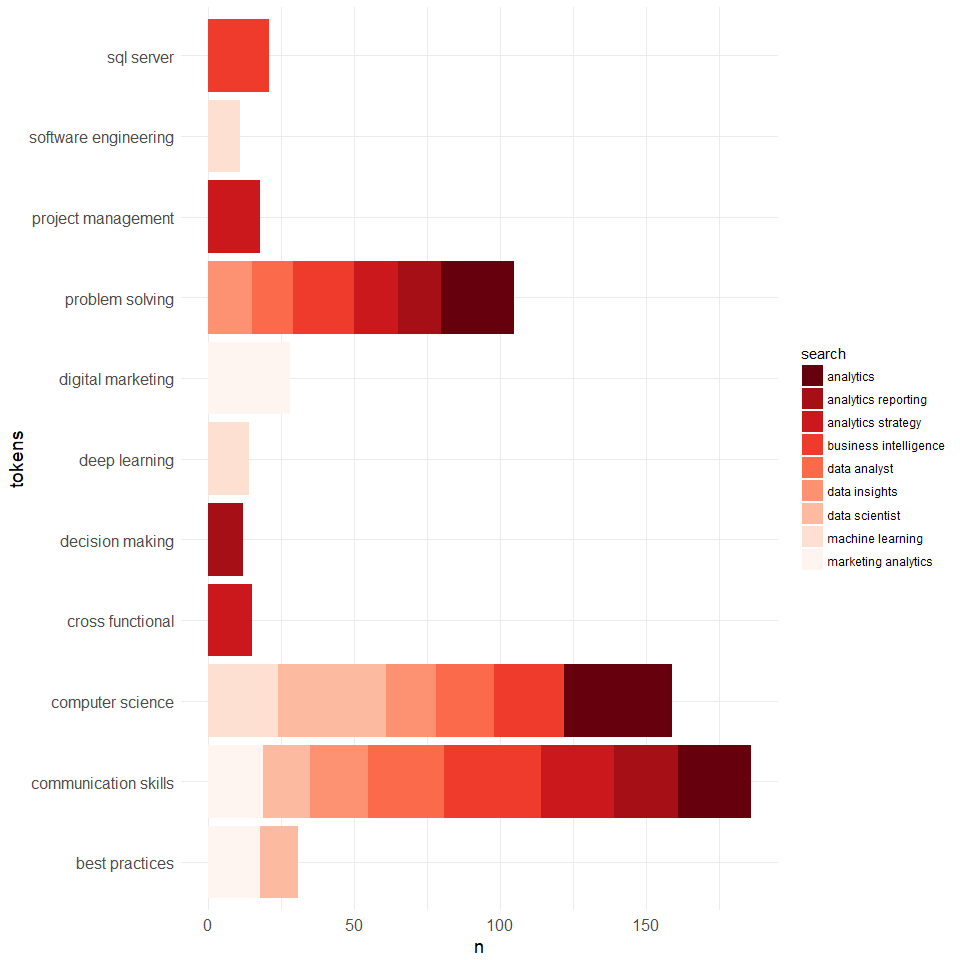 sql server
software engineering
project management
problem solving
digital marketing
deep learning
decision making
cross functional
computer science
communication skills
best practices
tokens
0 50 100 150
n
search
analytics
analytics reporting
analytics strategy
business intelligence
data analyst
data insights
data scientist
machine learning
marketing analytics